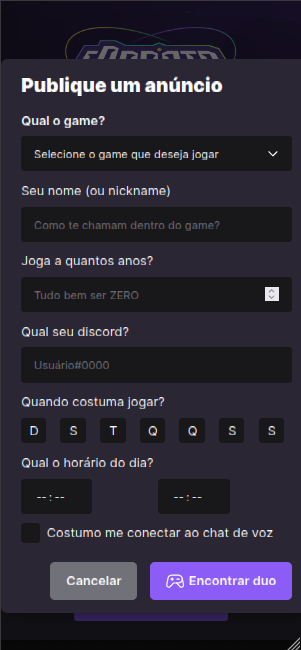 Publique um anúncio
Qual o game?
Selecione o game que deseja jogar
Seu nome (ou nickname)
Como te chamam dentro do game?
Joga a quantos anos?
Tudo bem ser ZERO
Qual seu discord?
Usuário#0000
Quando costuma jogar?
D S T Q Q S S
Qual o horário do dia?
--:-- --:--
Costumo me conectar ao chat de voz
Cancelar Encontrar duo